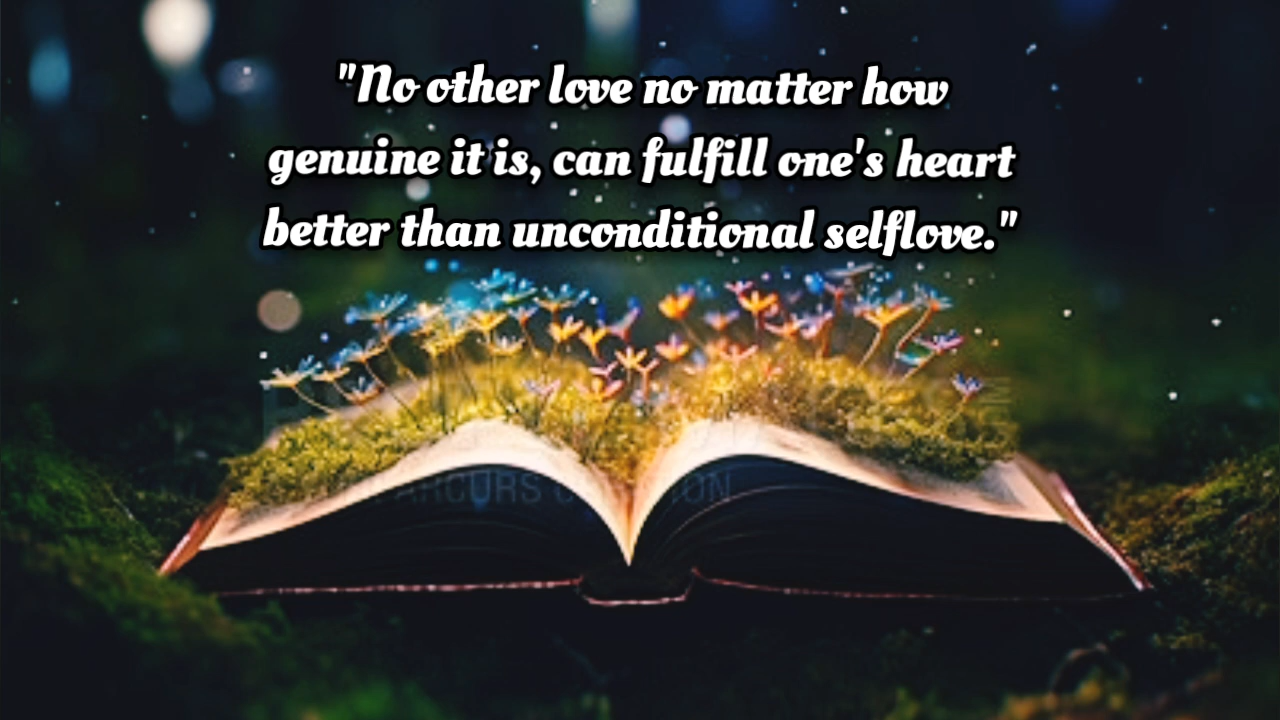 "No other love no matter how
genuine it is, can fulfill one's heart
better than unconditional selflove."